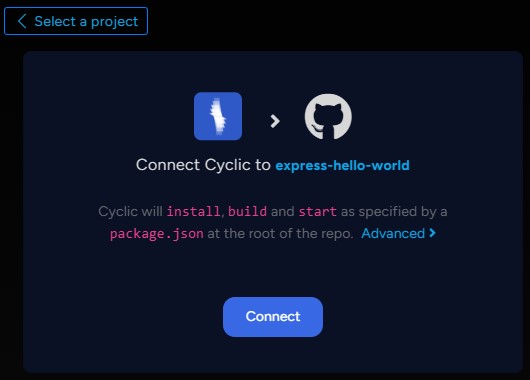 Select a project
Connect Cyclic to express-hello-world
Cyclic will install, build and start as specified by a
package.json at the root of the repo. Advanced
Connect